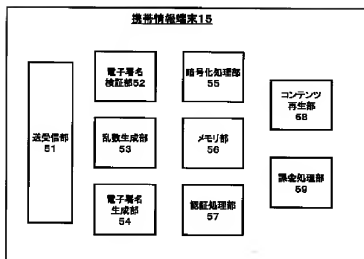 携帯情報端末15
送受信部
51
電子署名
検証部52
乱数生成部
53
電子署名
生成部
54
暗号化処理部
55
メモリ部
56
認証処理部
57
コンテンツ
再生部
58
課金処理部
59